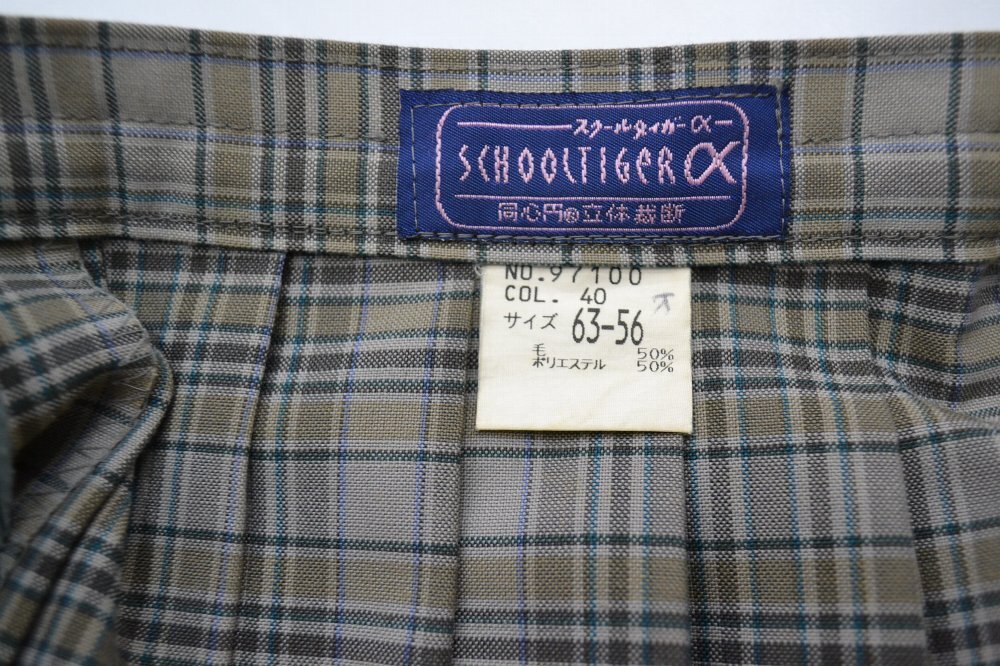 スクールタイガーα
SCHOOLTIGER α
同心円®立体裁断
NO.97100
COL. 40
サイズ 63-56
毛 50%
ポリエステル 50%